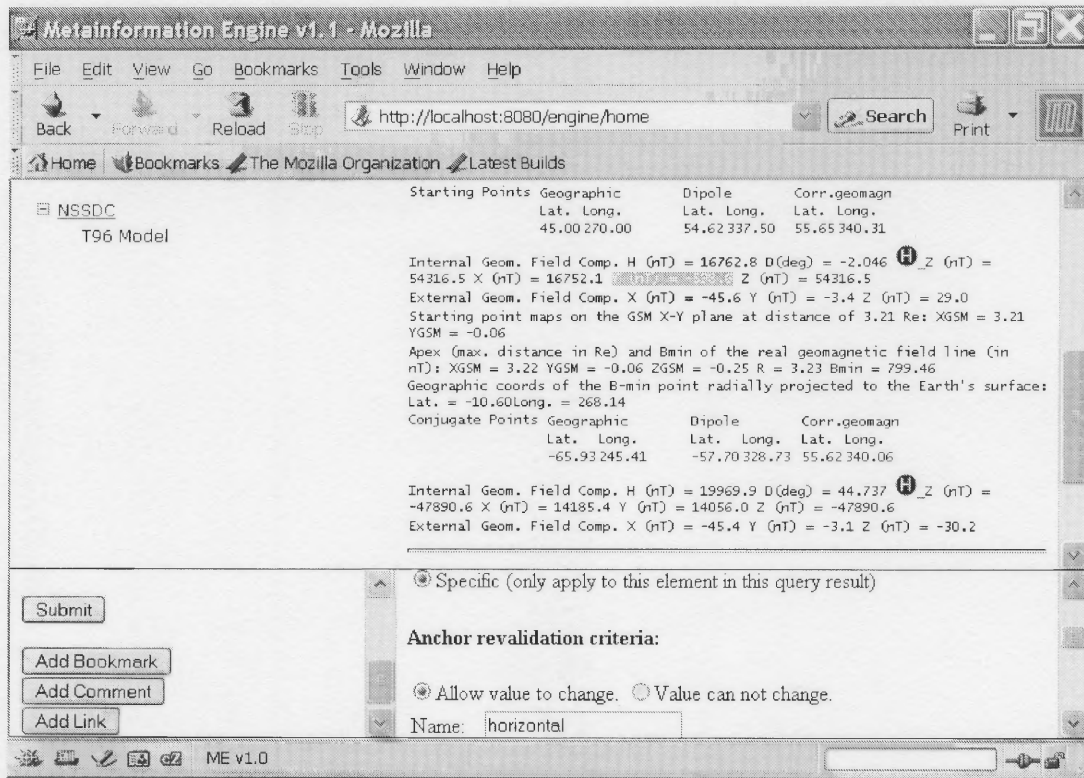 Metainformation Engine v1.1 - Mozilla
File Edit View Go Bookmarks Tools Window Help
Back Forward Reload Stop http://localhost:8080/engine/home Search Print
Home Bookmarks The Mozilla Organization Latest Builds
NSSDC
T96 Model
Starting Points Geographic Dipole Corr.geomagn
Lat. Long. Lat. Long. Lat. Long.
45.00 270.00 54.62 337.50 55.65 340.31
Internal Geom. Field Comp. H (nT) = 16762.8 D(deg) = -2.046 H _Z (nT) =
54316.5 X (nT) = 16752.1 Z (nT) = 54316.5
External Geom. Field Comp. X (nT) = -45.6 Y (nT) = -3.4 Z (nT) = 29.0
Starting point maps on the GSM X-Y plane at distance of 3.21 Re: XGSM = 3.21
YGSM = -0.06
Apex (max. distance in Re) and Bmin of the real geomagnetic field line (in
nT): XGSM = 3.22 YGSM = -0.06 ZGSM = -0.25 R = 3.23 Bmin = 799.46
Geographic coords of the B-min point radially projected to the Earth's surface:
Lat. = -10.60Long. = 268.14
Conjugate Points Geographic Dipole Corr.geomagn
Lat. Long. Lat. Long. Lat. Long.
-65.93 245.41 -57.70 328.73 55.62 340.06
Internal Geom. Field Comp. H (nT) = 19969.9 D(deg) = 44.737 H _Z (nT) =
-47890.6 X (nT) = 14185.4 Y (nT) = 14056.0 Z (nT) = -47890.6
External Geom. Field Comp. X (nT) = -45.4 Y (nT) = -3.1 Z (nT) = -30.2
Submit
Add Bookmark
Add Comment
Add Link
Specific (only apply to this element in this query result)
Anchor revalidation criteria:
Allow value to change. Value can not change.
Name: horizontal
ME v1.0